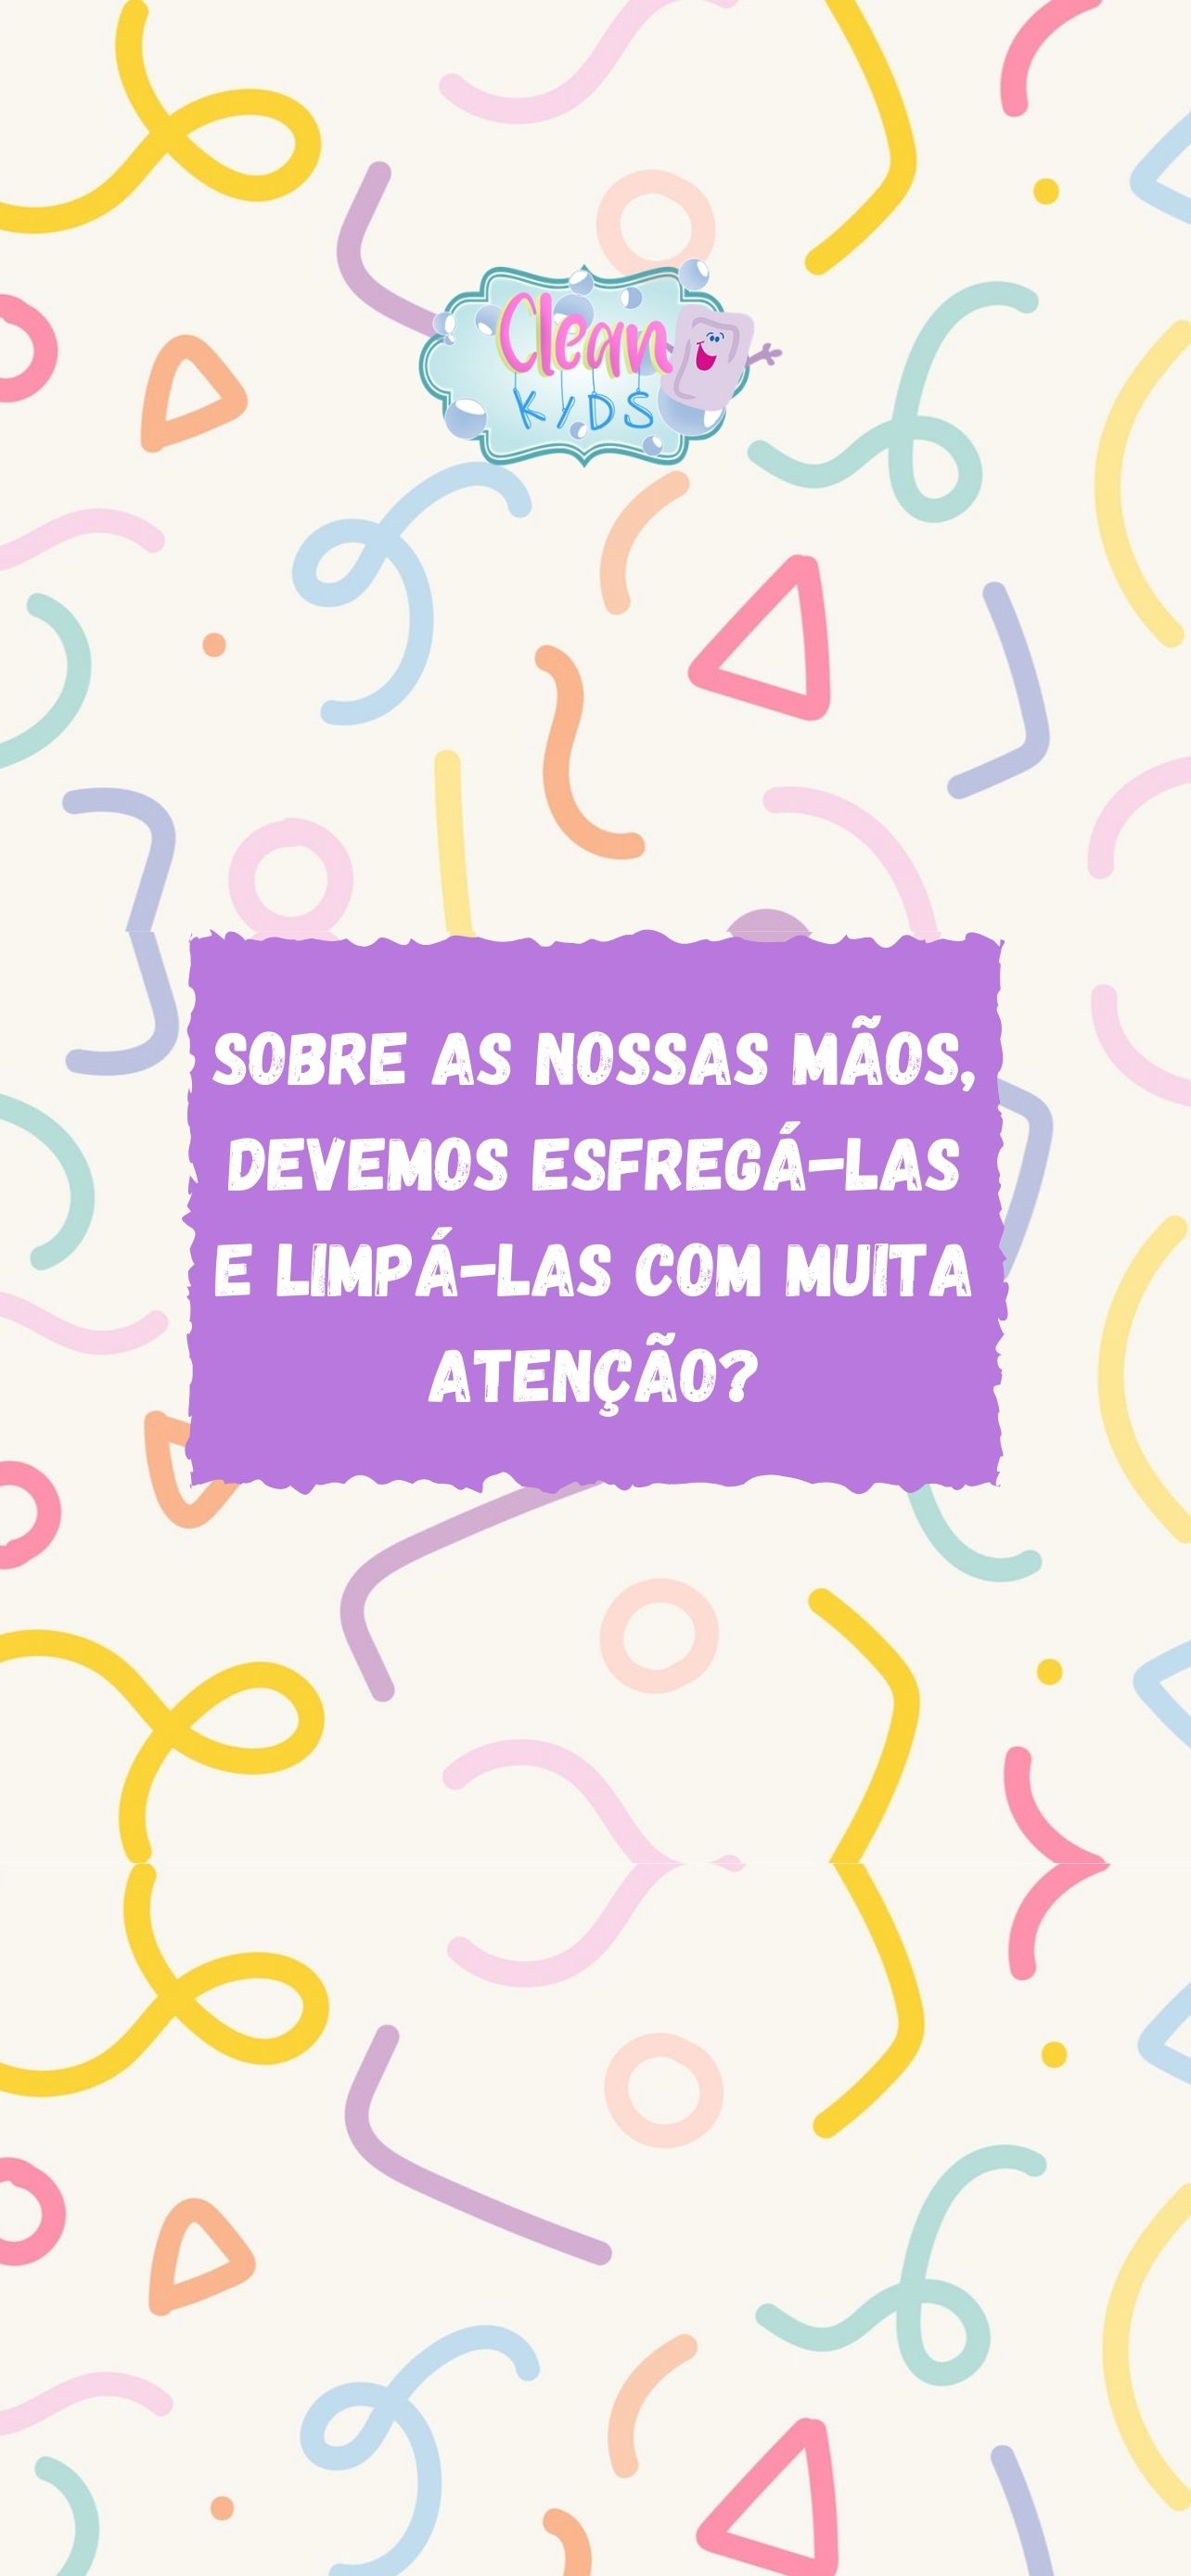 Clean
KIDS
SOBRE AS NOSSAS MÃOS,
DEVEMOS ESFREGÁ-LAS
E LIMPÁ-LAS COM MUITA
ATENÇÃO?